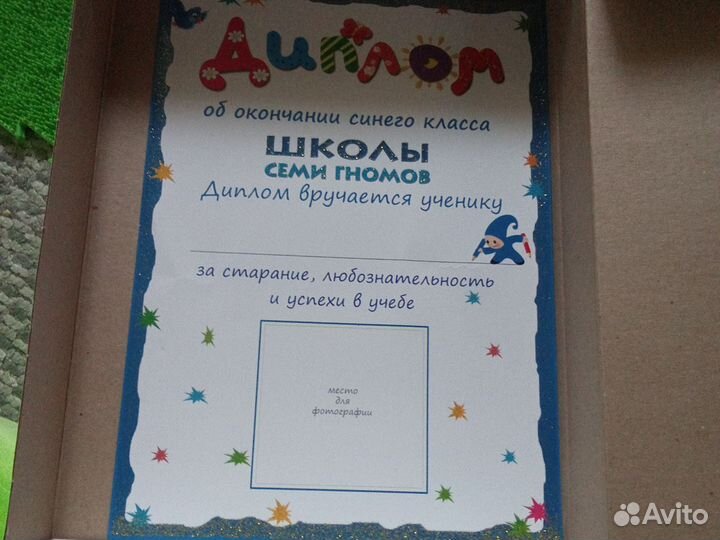 Диплом
об окончании синего класса
ШКОЛЫ
СЕМИ ГНОМОВ
Диплом вручается ученику
за старание, любознательность
и успехи в учебе
место
для
фотографии
Avito